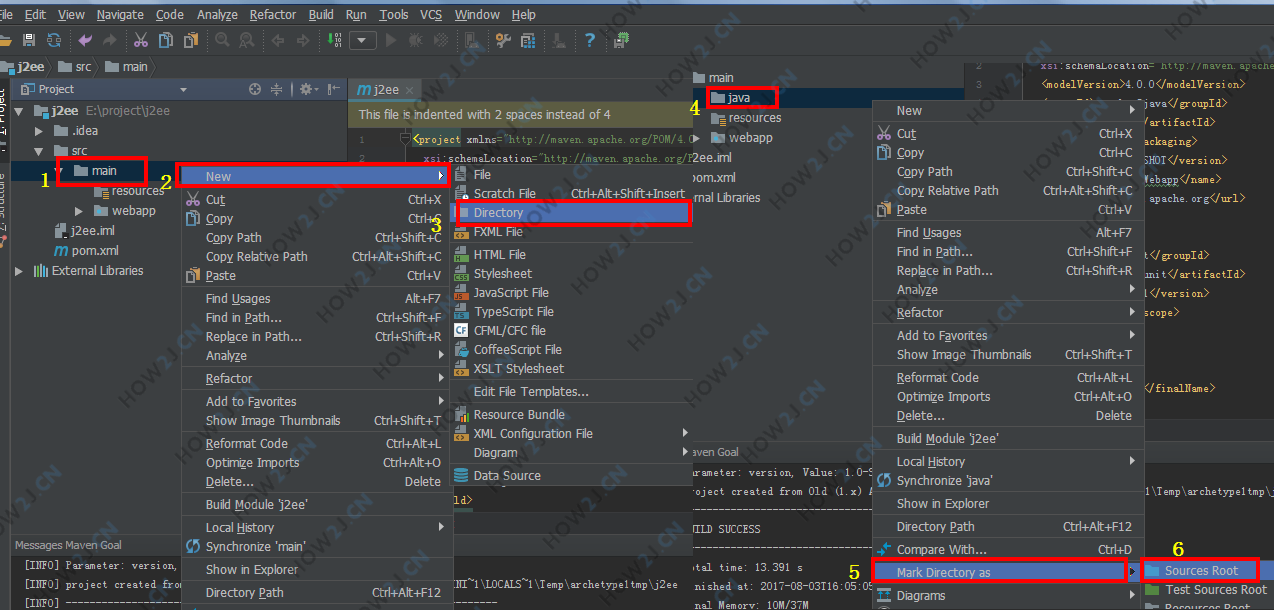 File Edit View Navigate Code Analyze Refactor Build Run Tools VCS Window Help
j2ee src main
Project
j2ee E:\project\j2ee
.idea
src
1 main
resources
webapp
j2ee.iml
pom.xml
External Libraries
j2ee
This file is indented with 2 spaces instead of 4
1 <project xmlns="http://maven.apache.org/POM/4.0
2 xsi:schemaLocation="http://maven.apache.org/P
2 New
Cut Ctrl+X
Copy Ctrl+C
Copy Path Ctrl+Shift+C
Copy Relative Path Ctrl+Alt+Shift+C
Paste Ctrl+V
Find Usages Alt+F7
Find in Path... Ctrl+Shift+F
Replace in Path... Ctrl+Shift+R
Analyze
Refactor
Add to Favorites
Show Image Thumbnails Ctrl+Shift+T
Reformat Code Ctrl+Alt+L
Optimize Imports Ctrl+Alt+O
Delete... Delete
Build Module 'j2ee'
Local History
Synchronize 'main'
Show in Explorer
Directory Path Ctrl+Alt+F12
File
Scratch File Ctrl+Alt+Shift+Insert
3 Directory
FXML File
HTML File
Stylesheet
JavaScript File
TypeScript File
CFML/CFC file
CoffeeScript File
XSLT Stylesheet
Edit File Templates...
Resource Bundle
XML Configuration File
Diagram
Data Source
Messages Maven Goal
[INFO] Parameter: version,
[INFO] project created from
[INFO]
ENT~1\LOCALS~1\Temp\archetype1tmp\j2ee
main
4 java
resources
webapp
j2ee.iml
pom.xml
External Libraries
2 xsi:schemaLocation="http://maven.apache
3 <modelVersion>4.0.0</modelVersion>
java</groupId>
artifactId>
packaging>
SHOT</version>
Webapp</name>
apache.org</url>
</groupId>
unit</artifactId>
</version>
scope>
</finalName>
aven Goal
arameter: version, Value: 1.0-S
roject created from Old (1.x) A
ILD SUCCESS
otal time: 13.391 s
nished at: 2017-08-03T16:05:05
nal Memory: 10M/37M
1\Temp\archetype1tmp\j
New
Cut Ctrl+X
Copy Ctrl+C
Copy Path Ctrl+Shift+C
Copy Relative Path Ctrl+Alt+Shift+C
Paste Ctrl+V
Find Usages Alt+F7
Find in Path... Ctrl+Shift+F
Replace in Path... Ctrl+Shift+R
Analyze
Refactor
Add to Favorites
Show Image Thumbnails Ctrl+Shift+T
Reformat Code Ctrl+Alt+L
Optimize Imports Ctrl+Alt+O
Delete... Delete
Build Module 'j2ee'
Local History
Synchronize 'java'
Show in Explorer
Directory Path Ctrl+Alt+F12
Compare With... Ctrl+D
5 Mark Directory as
Diagrams
6
Sources Root
Test Sources Root
Resources Root
HOW2J.CN